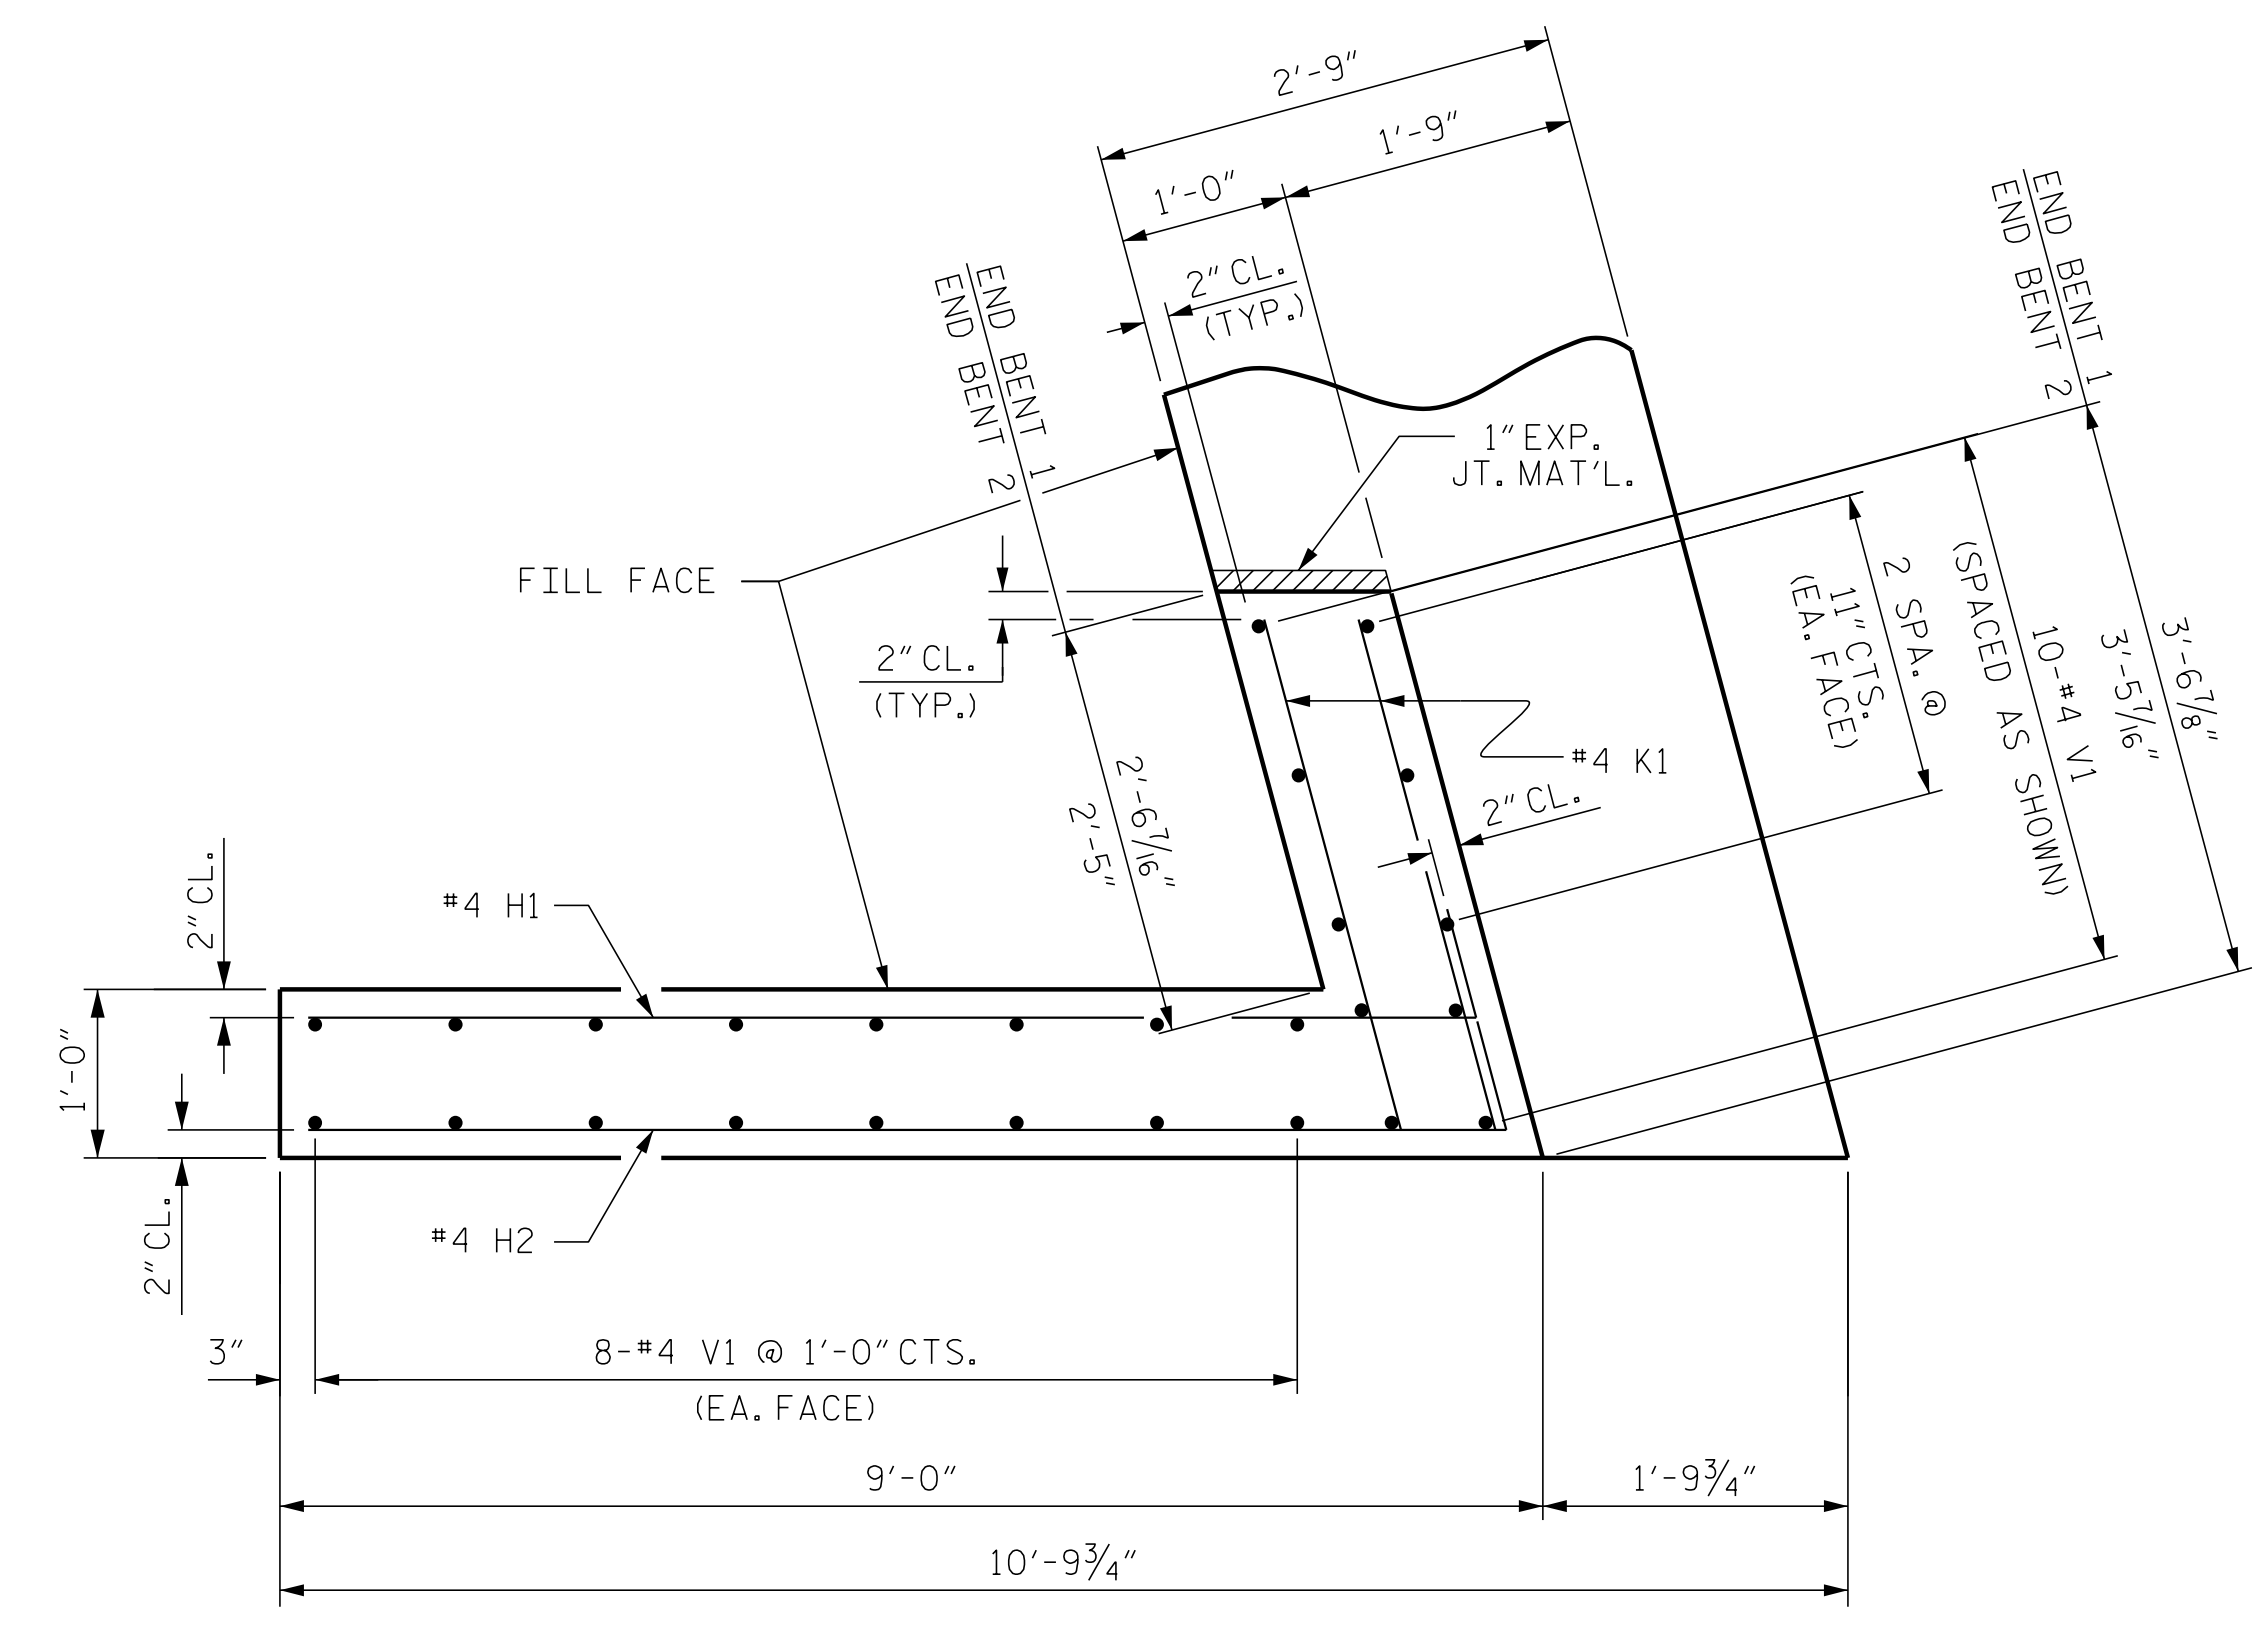 2'-9"
1'-9"
1'-0"
2" CL.
(TYP.)
END BENT 1
END BENT 2
END BENT 1
END BENT 2
1" EXP.
JT. MAT'L.
FILL FACE
2" CL.
(TYP.)
2'-6 7/16"
2'-5"
#4 K1
2" CL.
2 SPA. @
11" CTS.
(EA. FACE)
10-#4 V1
(SPACED AS SHOWN)
3'-6 7/8"
3'-5 7/16"
2" CL.
#4 H1
1'-0"
2" CL.
#4 H2
3"
8-#4 V1 @ 1'-0" CTS.
(EA. FACE)
9'-0"
1'-9 3/4"
10'-9 3/4"